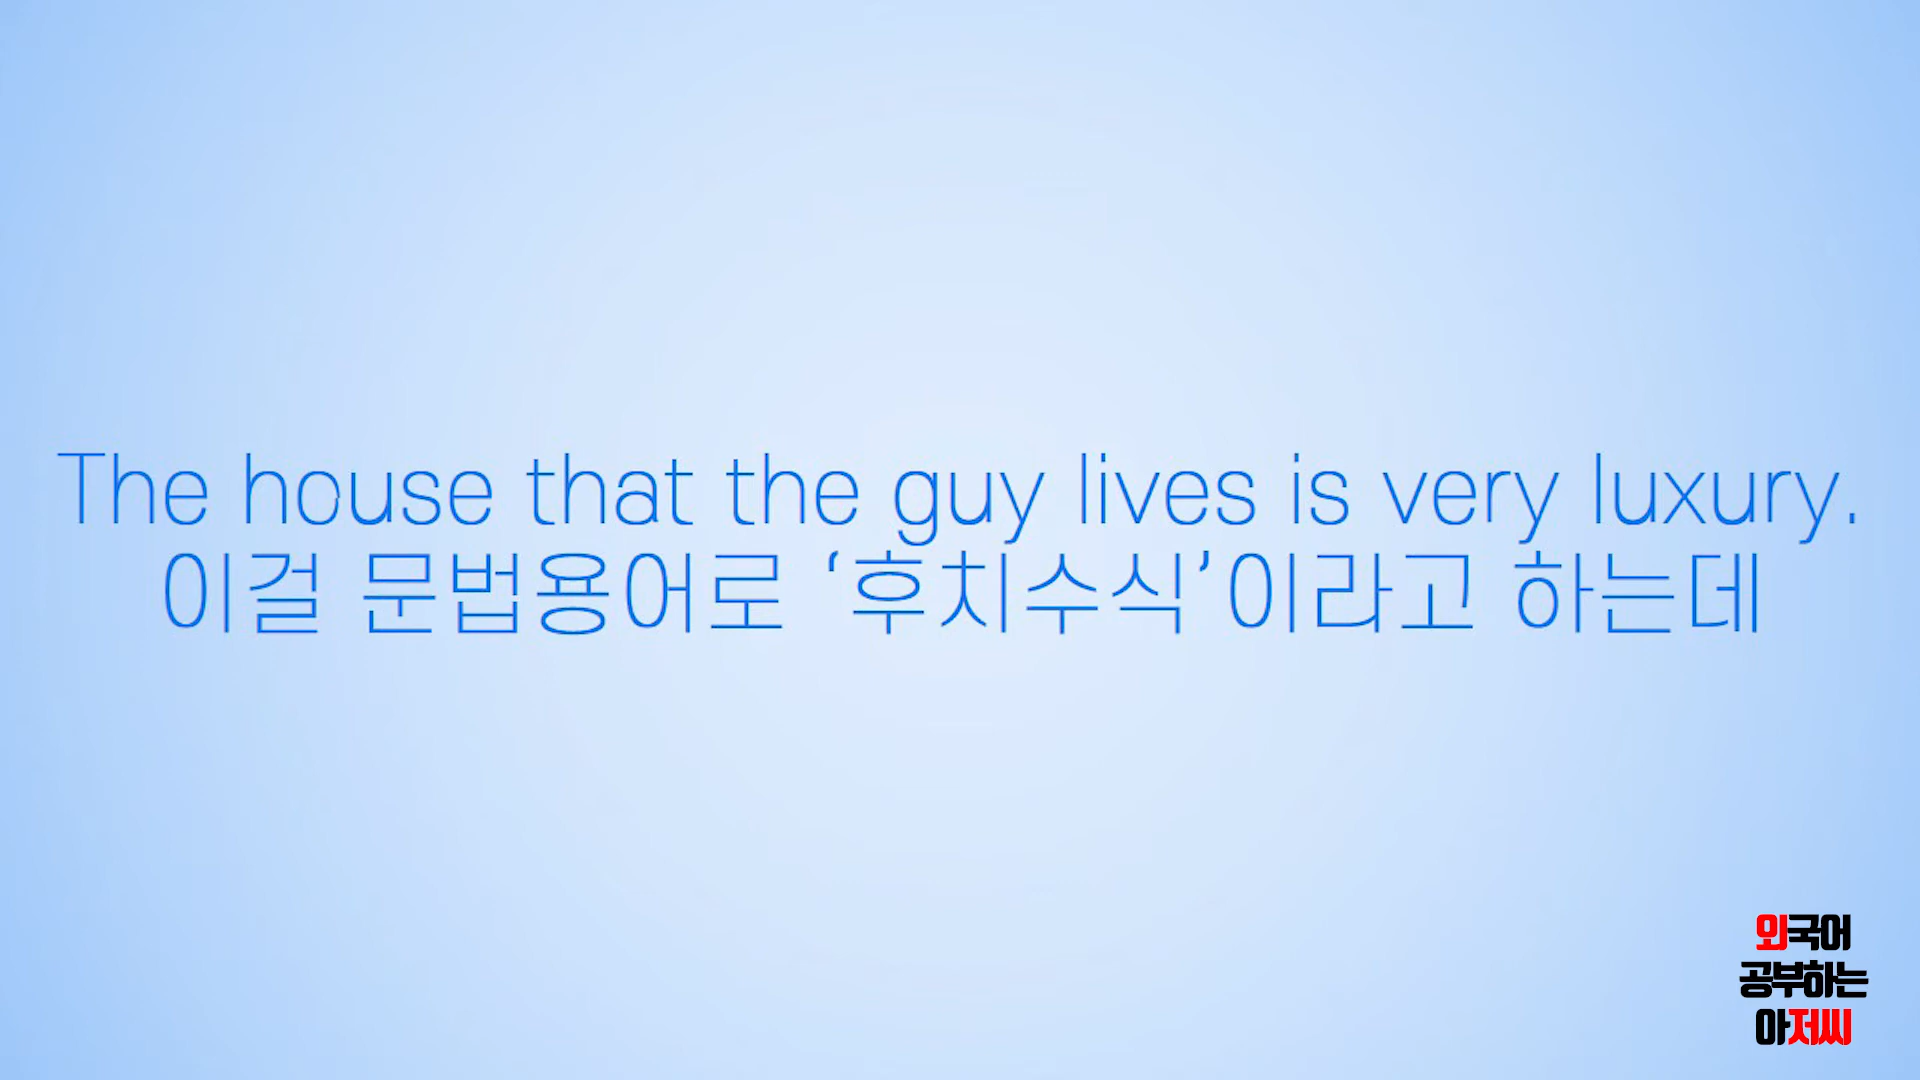 The house that the guy lives is very luxury.
이걸 문법용어로 ‘후치수식’이라고 하는데
외국어
공부하는
아저씨